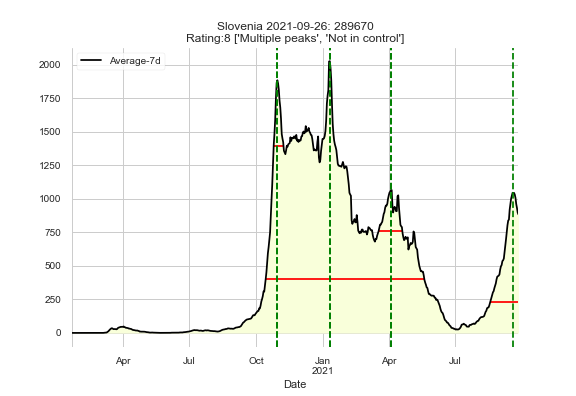 Slovenia 2021-09-26: 289670
Rating:8 ['Multiple peaks', 'Not in control']
Average-7d
2000
1750
1500
1250
1000
750
500
250
0
Apr
Jul
Oct
Jan
2021
Apr
Jul
Date